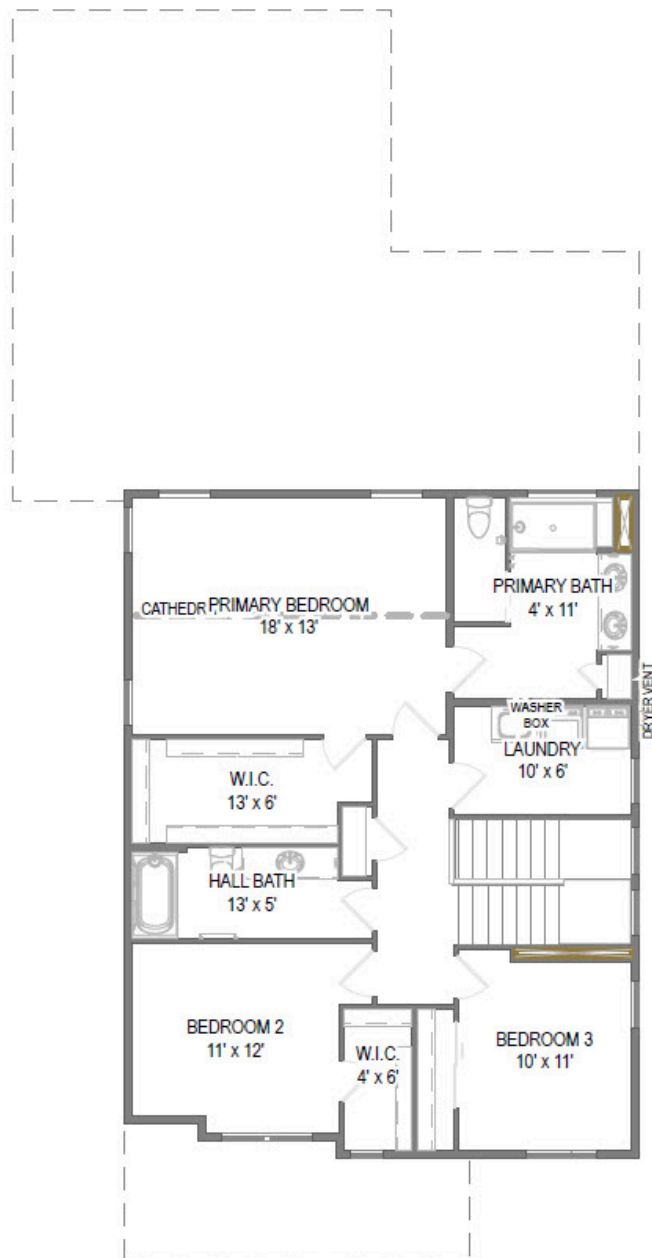 PRIMARY BATH
4' x 11'
CATHEDR
PRIMARY BEDROOM
18' x 13'
DRYER VENT
WASHER
BOX
LAUNDRY
10' x 6'
W.I.C.
13' x 6'
HALL BATH
13' x 5'
BEDROOM 2
11' x 12'
W.I.C.
4' x 6'
BEDROOM 3
10' x 11'